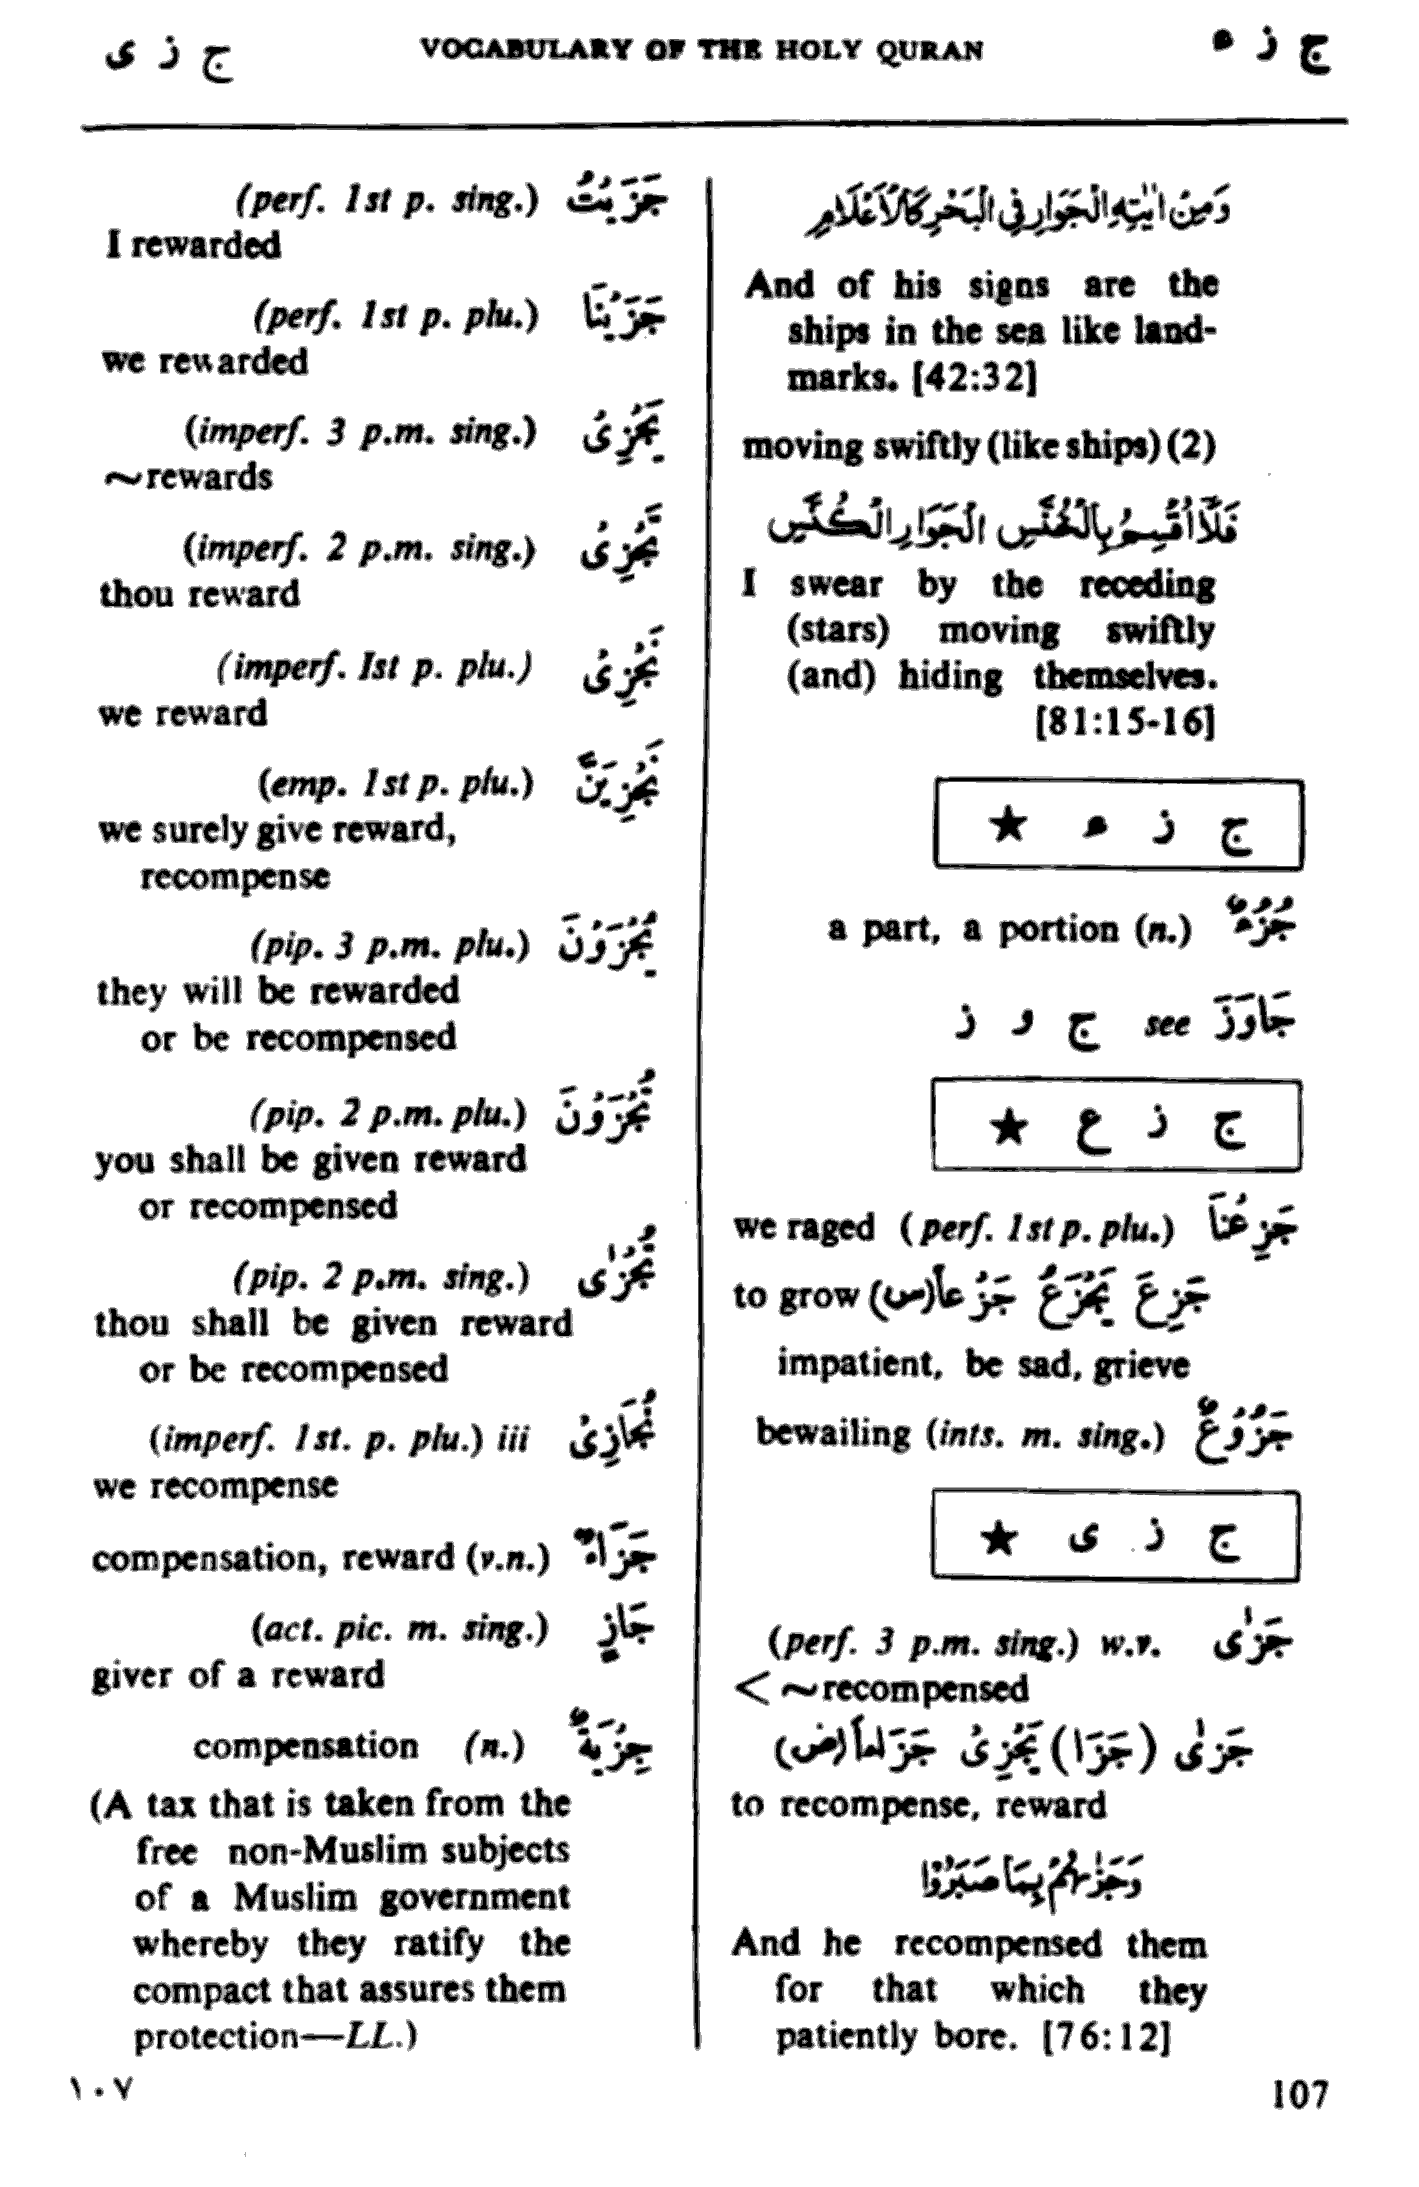 ج ز ى VOCABULARY OF THE HOLY QURAN ج ز ء
وَمِنْ اٰيٰتِهِ الْجَوَارِ فِى الْبَحْرِ كَالْاَعْلَامِ
And of his signs are the
ships in the sea like land-
marks. [42:32]
moving swiftly (like ships) (2)
فَلَآ اُقْسِمُ بِالْخُنَّسِ الْجَوَارِ الْكُنَّسِ
I swear by the receding
(stars) moving swiftly
(and) hiding themselves.
[81:15-16]
★ ج ز ء
a part, a portion (n.) جُزْءٌ
ج و ز see جَاوَزَ
★ ج ز ع
we raged (perf. 1st p. plu.) جَزِعْنَا
to grow جَزِعَ يَجْزَعُ جَزْعاً (س)
impatient, be sad, grieve
bewailing (ints. m. sing.) جَزُوْعٌ
★ ج ز ى
(perf. 3 p.m. sing.) w.v. جَزٰى
< ~recompensed
جَزٰى (جَزَا) يَجْزِىْ جَزَاءاً (ض)
to recompense, reward
وَجَزٰىهُمْ بِمَا صَبَرُوْا
And he recompensed them
for that which they
patiently bore. [76:12]
(perf. 1st p. sing.) جَزَيْتُ
I rewarded
(perf. 1st p. plu.) جَزَيْنَا
we rewarded
(imperf. 3 p.m. sing.) يَجْزِىْ
~rewards
(imperf. 2 p.m. sing.) تَجْزِىْ
thou reward
(imperf. Ist p. plu.) نَجْزِىْ
we reward
(emp. 1st p. plu.) نَجْزِيَنَّ
we surely give reward,
recompense
(pip. 3 p.m. plu.) يُجْزَوْنَ
they will be rewarded
or be recompensed
(pip. 2 p.m. plu.) تُجْزَوْنَ
you shall be given reward
or recompensed
(pip. 2 p.m. sing.) تُجْزٰى
thou shall be given reward
or be recompensed
(imperf. 1st. p. plu.) iii نُجَازِىْ
we recompense
compensation, reward (v.n.) جَزَآءٌ
(act. pic. m. sing.) جَازٍ
giver of a reward
compensation (n.) جِزْيَةٌ
(A tax that is taken from the
free non-Muslim subjects
of a Muslim government
whereby they ratify the
compact that assures them
protection—LL.)
١٠٧ 107